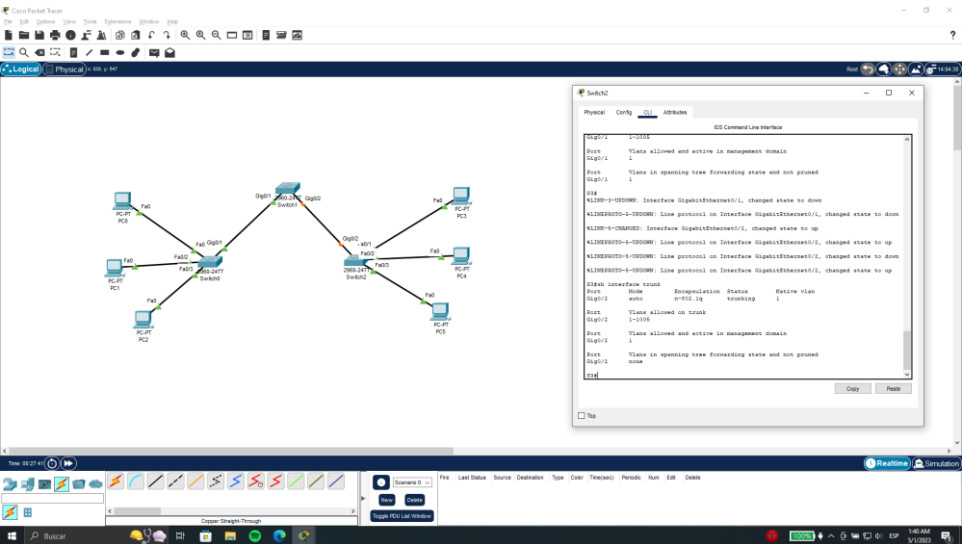 Cisco Packet Tracer
File Edit Options View Tools Extensions Window Help
Logical Physical x: 838, y: 847 Root 14:04:30
PC-PT
PC0
Fa0
PC-PT
PC1
Fa0
PC-PT
PC2
Fa0
Fa0 Gig0/1
Fa0/2
Fa0/3
2960-24TT
Switch0
Gig0/1 Gig0/2
2960-24TT
Switch1
Gig0/2
Fa0/2
Fa0/3
2960-24TT
Switch2
Fa0
PC-PT
PC3
Fa0
PC-PT
PC4
Fa0
PC-PT
PC5
Switch2
Physical Config CLI Attributes
IOS Command Line Interface
Gig0/1 1-1005
Port Vlans allowed and active in management domain
Gig0/1 1
Port Vlans in spanning tree forwarding state and not pruned
Gig0/1 1
S3#
%LINK-3-UPDOWN: Interface GigabitEthernet0/1, changed state to down
%LINEPROTO-5-UPDOWN: Line protocol on Interface GigabitEthernet0/1, changed state to down
%LINK-5-CHANGED: Interface GigabitEthernet0/2, changed state to up
%LINEPROTO-5-UPDOWN: Line protocol on Interface GigabitEthernet0/2, changed state to up
%LINEPROTO-5-UPDOWN: Line protocol on Interface GigabitEthernet0/2, changed state to down
%LINEPROTO-5-UPDOWN: Line protocol on Interface GigabitEthernet0/2, changed state to up
S3#sh interface trunk
Port Mode Encapsulation Status Native vlan
Gig0/2 auto n-802.1q trunking 1
Port Vlans allowed on trunk
Gig0/2 1-1005
Port Vlans allowed and active in management domain
Gig0/2 1
Port Vlans in spanning tree forwarding state and not pruned
Gig0/2 none
S3#
Copy Paste
Top
Time: 00:27:41 Realtime Simulation
Scenario 0
New Delete
Toggle PDU List Window
Fire Last Status Source Destination Type Color Time(sec) Periodic Num Edit Delete
Copper Straight-Through
Buscar
100%
ESP
1:40 AM
5/1/2023